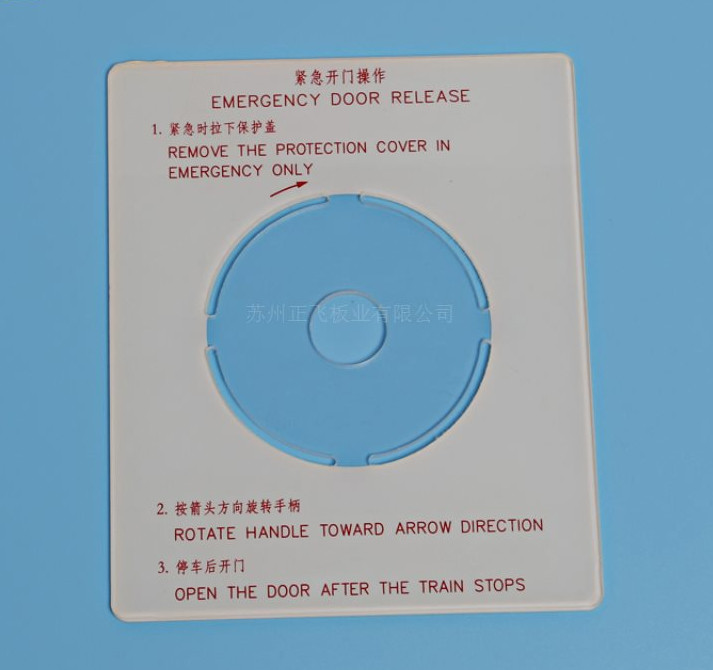 紧急开门操作
EMERGENCY DOOR RELEASE
1. 紧急时拉下保护盖
REMOVE THE PROTECTION COVER IN
EMERGENCY ONLY
苏州正飞板业有限公司
2. 按箭头方向旋转手柄
ROTATE HANDLE TOWARD ARROW DIRECTION
3. 停车后开门
OPEN THE DOOR AFTER THE TRAIN STOPS